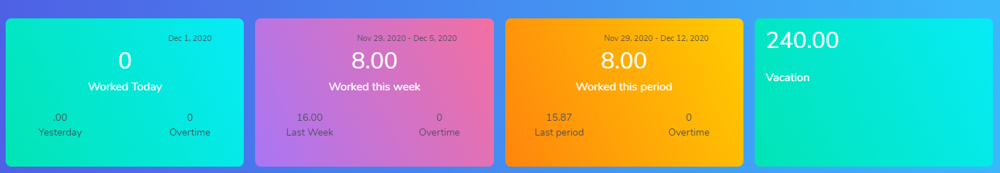 Dec 1, 2020
0
Worked Today
.00
0
Yesterday
Overtime
Nov 29, 2020 - Dec 5, 2020
8.00
Worked this week
16.00
0
Last Week
Overtime
Nov 29, 2020 - Dec 12, 2020
8.00
Worked this period
15.87
0
Last period
Overtime
240.00
Vacation